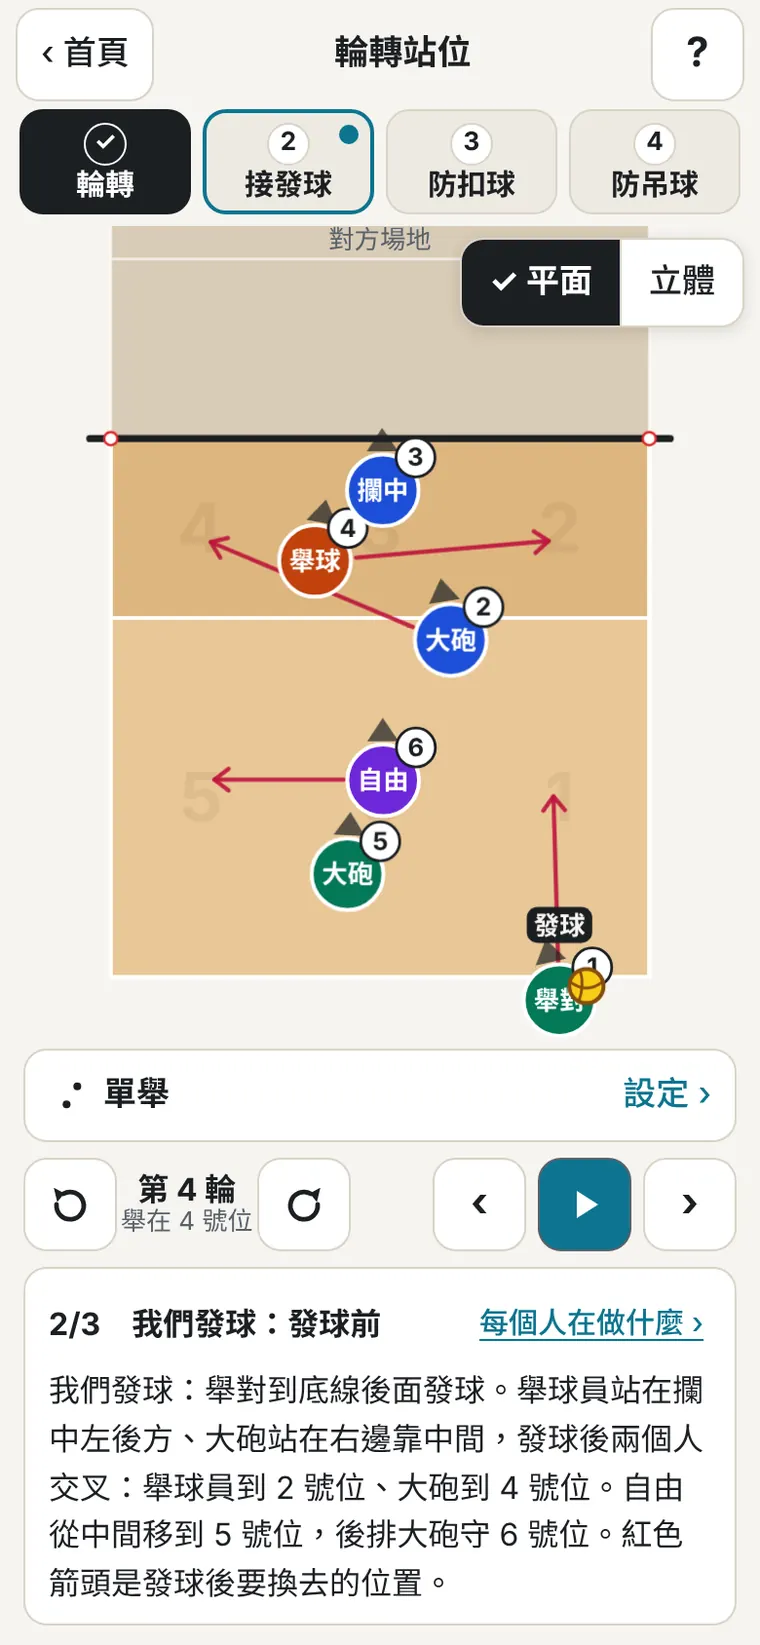 ‹ 首頁
輪轉站位
?
輪轉
2
接發球
3
防扣球
4
防吊球
對方場地
平面
立體
3
攔中
4
4
舉球
3
2
2
大砲
6
自由
5
1
5
大砲
發球
1
舉對
單舉
設定 ›
第 4 輪
舉在 4 號位
‹
›
2/3 我們發球：發球前
每個人在做什麼 ›
我們發球：舉對到底線後面發球。舉球員站在攔
中左後方、大砲站在右邊靠中間，發球後兩個人
交叉：舉球員到 2 號位、大砲到 4 號位。自由
從中間移到 5 號位，後排大砲守 6 號位。紅色
箭頭是發球後要換去的位置。